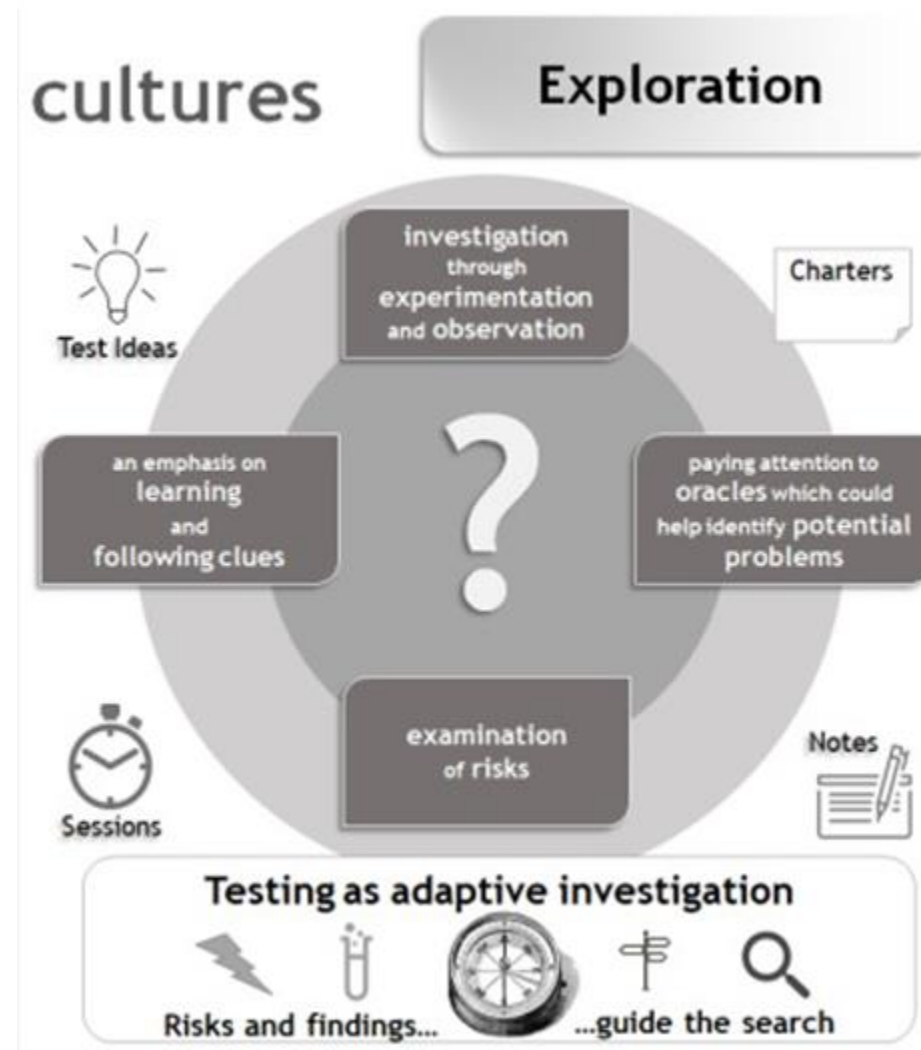 cultures
Exploration
investigation
through
experimentation
and observation
Test Ideas
Charters
an emphasis on
learning
and
following clues
?
paying attention to
oracles which could
help identify potential
problems
examination
of risks
Sessions
Notes
Testing as adaptive investigation
Risks and findings...
...guide the search